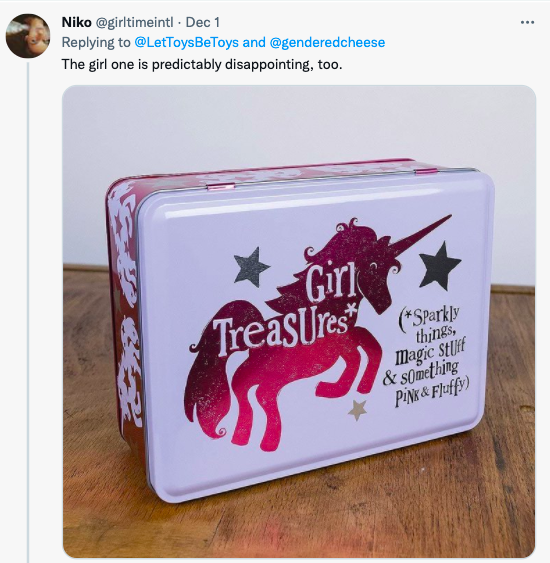 Niko @girltimeintl · Dec 1
Replying to @LetToysBeToys and @genderedcheese
The girl one is predictably disappointing, too.
Girl
Treasures*
(*Sparkly
things,
magic stuff
& something
Pink & Fluffy)